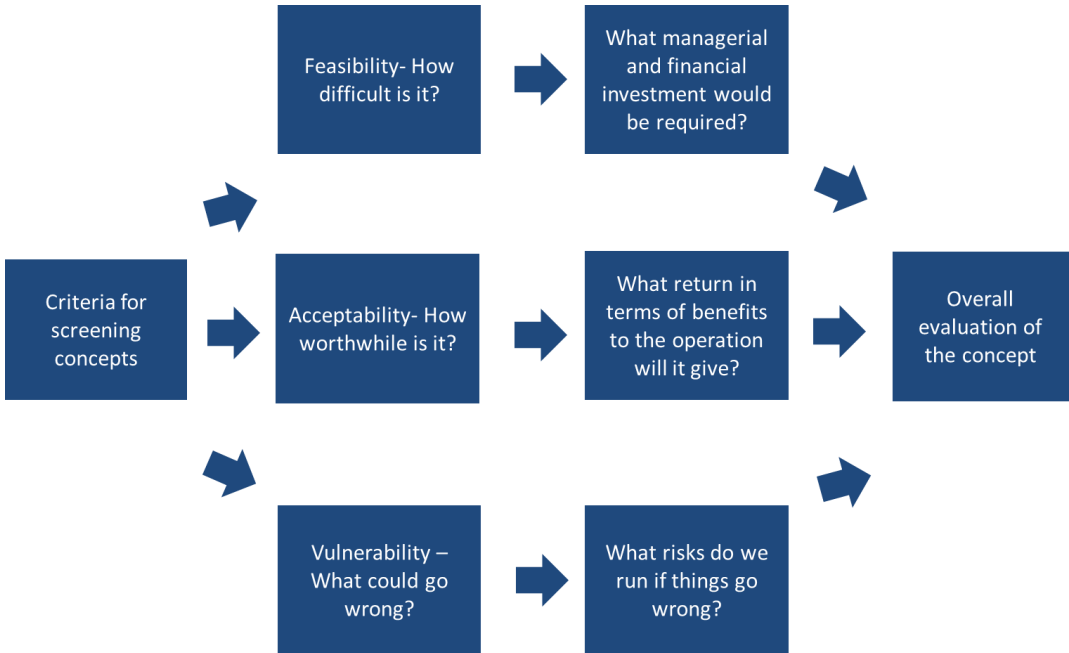 Feasibility- How
difficult is it?
What managerial
and financial
investment would
be required?
Criteria for
screening
concepts
Acceptability- How
worthwhile is it?
What return in
terms of benefits
to the operation
will it give?
Overall
evaluation of
the concept
Vulnerability –
What could go
wrong?
What risks do we
run if things go
wrong?